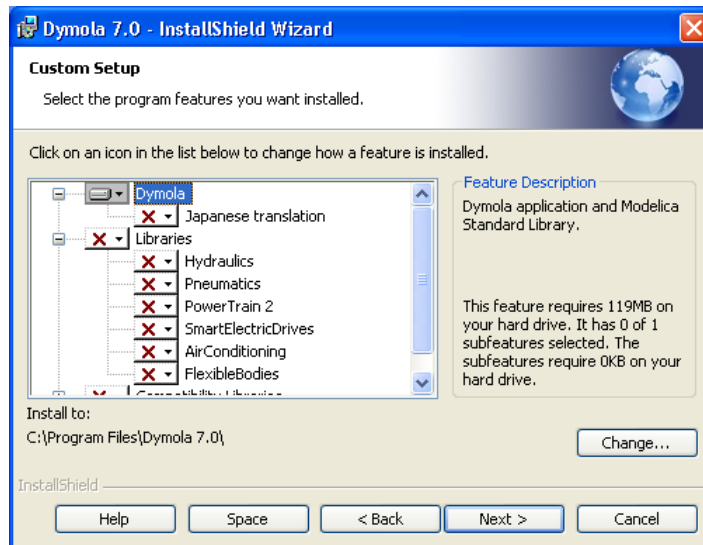 Dymola 7.0 - InstallShield Wizard
Custom Setup
Select the program features you want installed.
Click on an icon in the list below to change how a feature is installed.
Dymola
Japanese translation
Libraries
Hydraulics
Pneumatics
PowerTrain 2
SmartElectricDrives
AirConditioning
FlexibleBodies
Compatibility Libraries
Feature Description
Dymola application and Modelica
Standard Library.
This feature requires 119MB on
your hard drive. It has 0 of 1
subfeatures selected. The
subfeatures require 0KB on your
hard drive.
Install to:
C:\Program Files\Dymola 7.0\
Change...
InstallShield
Help
Space
< Back
Next >
Cancel